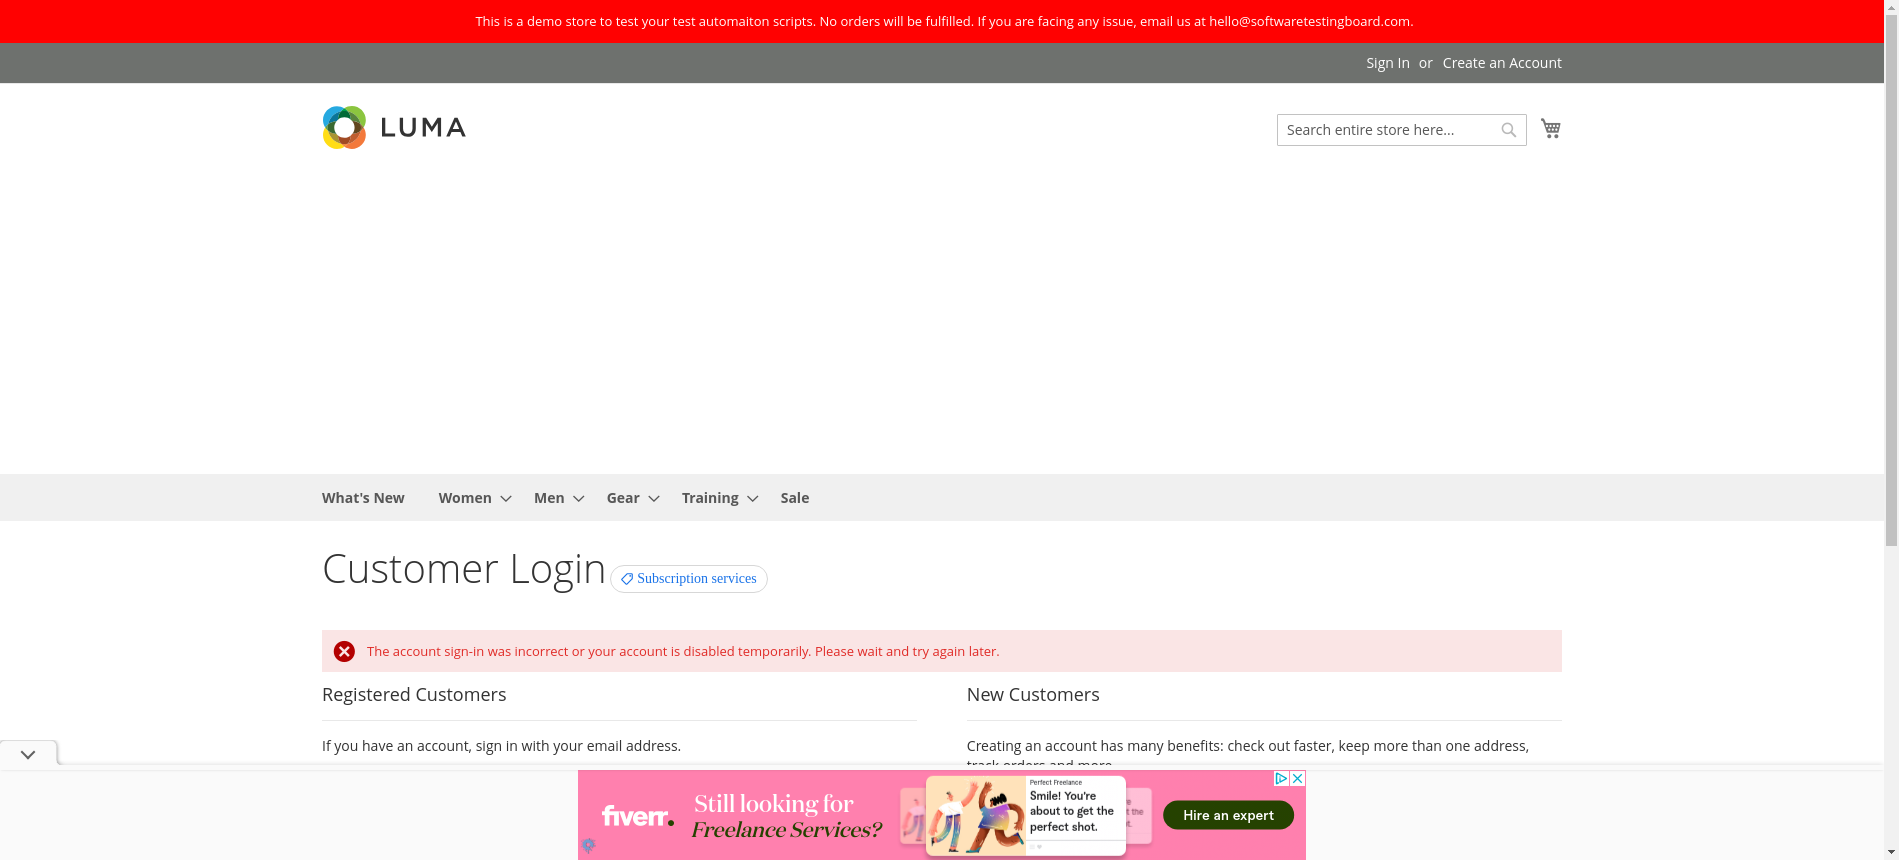 This is a demo store to test your test automaiton scripts. No orders will be fulfilled. If you are facing any issue, email us at hello@softwaretestingboard.com.
Sign In or Create an Account
LUMA
Search entire store here...
What's New Women Men Gear Training Sale
Customer Login
Subscription services
The account sign-in was incorrect or your account is disabled temporarily. Please wait and try again later.
Registered Customers
If you have an account, sign in with your email address.
New Customers
Creating an account has many benefits: check out faster, keep more than one address,
track orders and more
fiverr.
Still looking for
Freelance Services?
Perfect Freelance
Smile! You're
about to get the
perfect shot.
Hire an expert